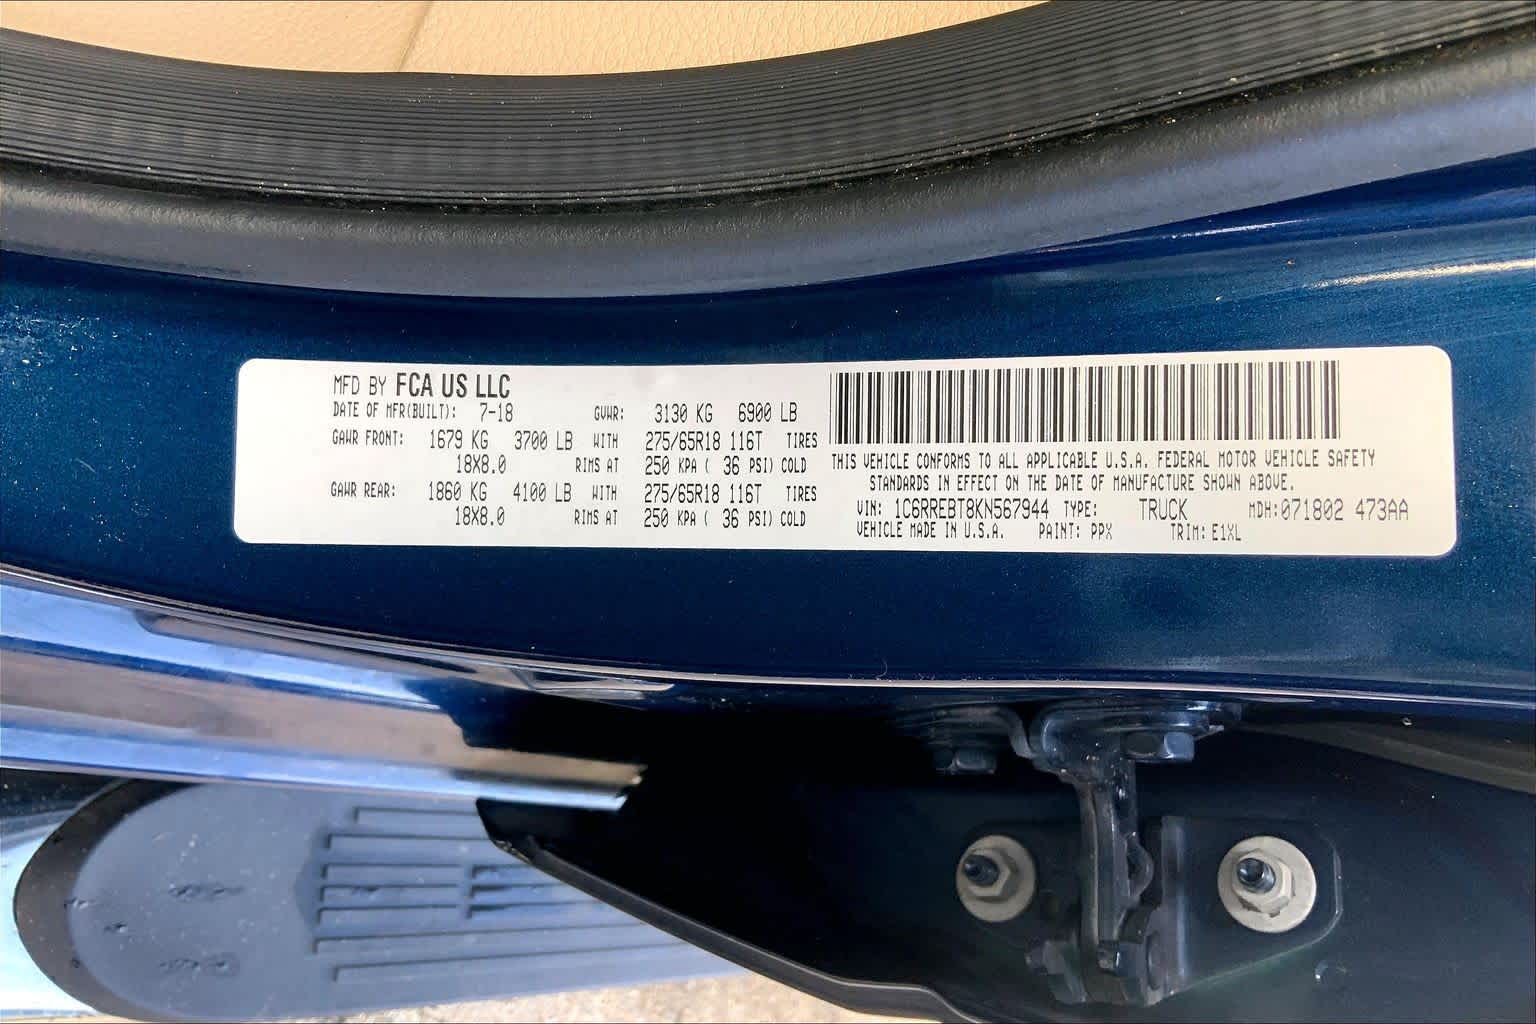 MFD BY FCA US LLC
DATE OF MFR(BUILT): 7-18 GVWR: 3130 KG 6900 LB
GAWR FRONT: 1679 KG 3700 LB WITH 275/65R18 116T TIRES
18X8.0 RIMS AT 250 KPA ( 36 PSI) COLD
GAWR REAR: 1860 KG 4100 LB WITH 275/65R18 116T TIRES
18X8.0 RIMS AT 250 KPA ( 36 PSI) COLD
THIS VEHICLE CONFORMS TO ALL APPLICABLE U.S.A. FEDERAL MOTOR VEHICLE SAFETY
STANDARDS IN EFFECT ON THE DATE OF MANUFACTURE SHOWN ABOVE.
VIN: 1C6RREBT8KN567944 TYPE: TRUCK MDH:071802 473AA
VEHICLE MADE IN U.S.A. PAINT: PPX TRIM: E1XL